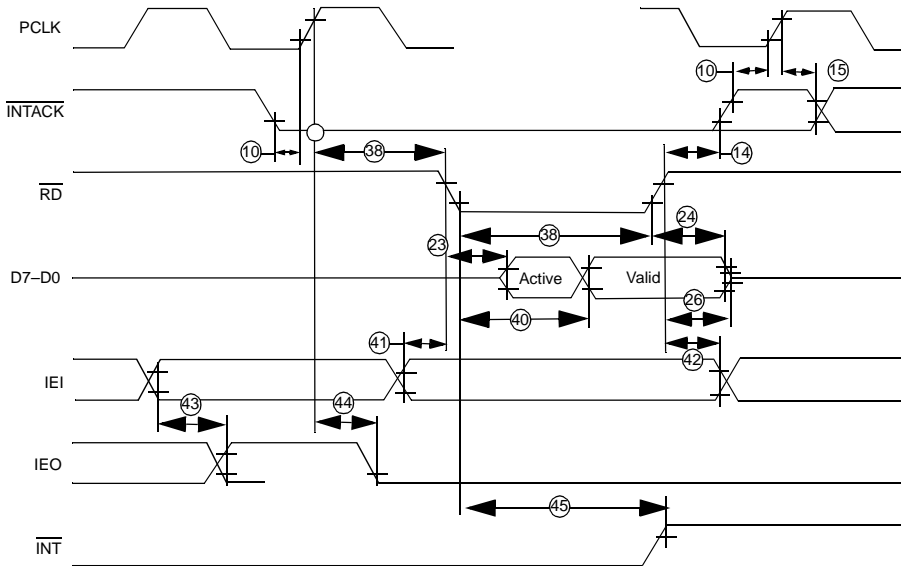 PCLK
10
15
INTACK
10
38
14
RD
24
23
38
D7–D0
Active
Valid
26
40
41
42
IEI
43
44
IEO
45
INT